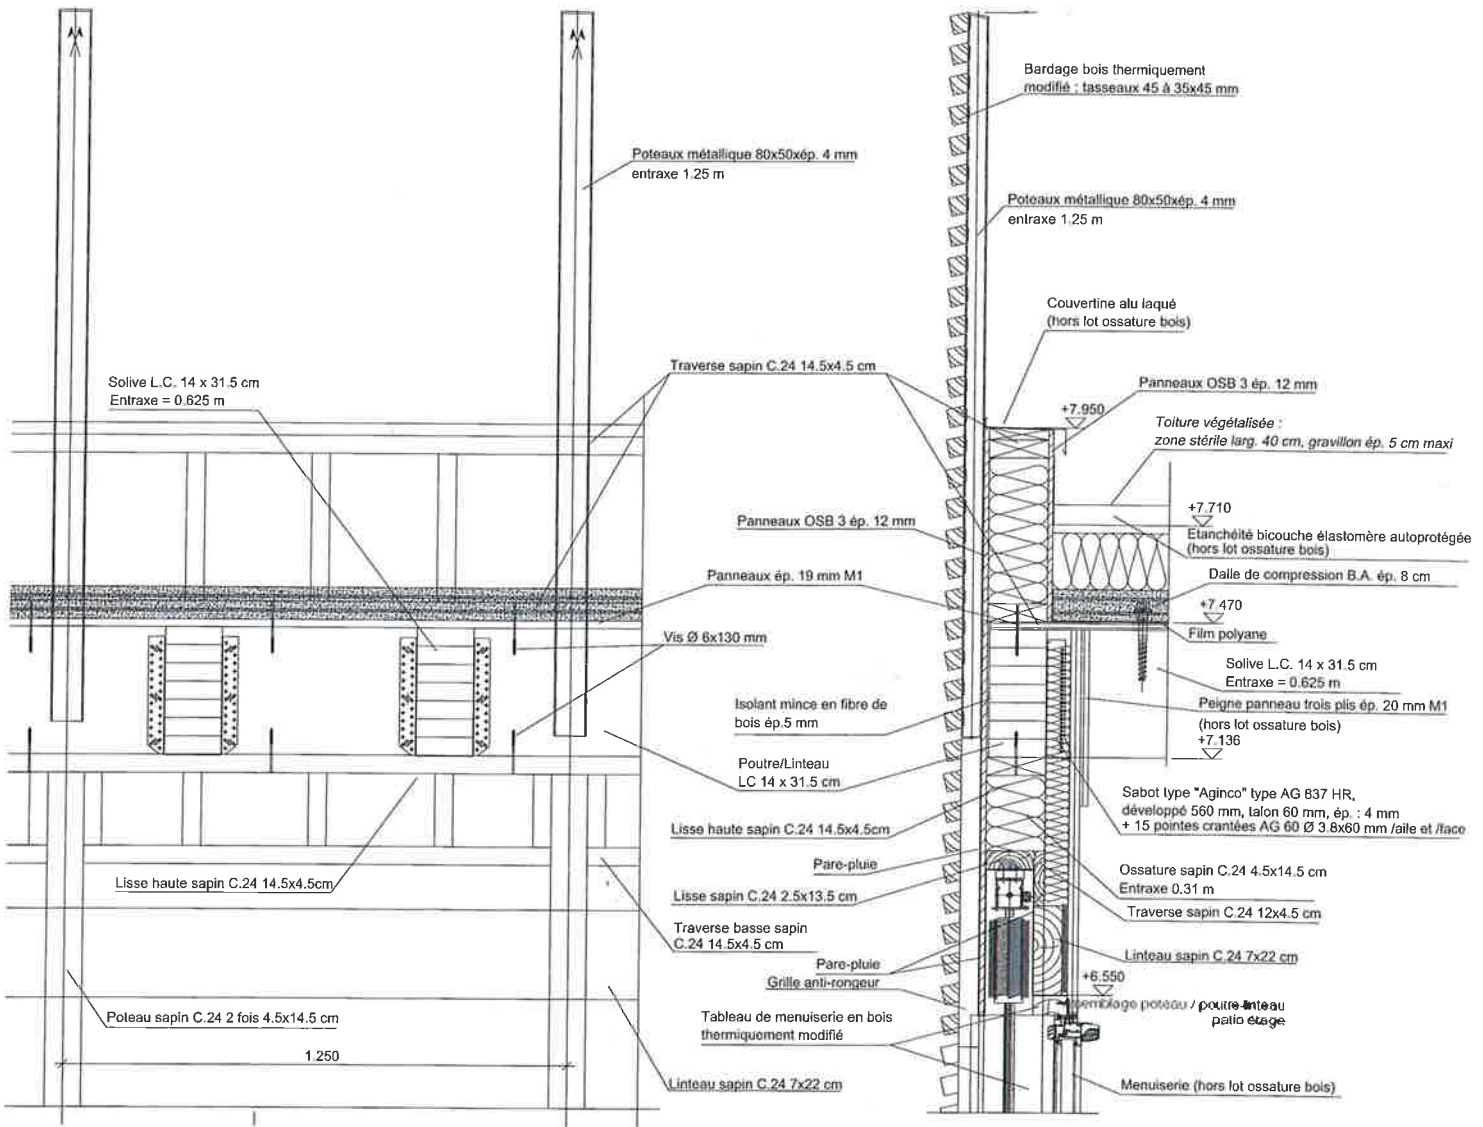 Bardage bois thermiquement
modifié : tasseaux 45 à 35x45 mm
Poteaux métallique 80x50xép. 4 mm
entraxe 1.25 m
Poteaux métallique 80x50xép. 4 mm
entraxe 1.25 m
Couvertine alu laqué
(hors lot ossature bois)
Traverse sapin C.24 14.5x4.5 cm
Solive L.C. 14 x 31.5 cm
Entraxe = 0.625 m
Panneaux OSB 3 ép. 12 mm
+7.950
Toiture végétalisée :
zone stérile larg. 40 cm, gravillon ép. 5 cm maxi
+7.710
Panneaux OSB 3 ép. 12 mm
Etanchéité bicouche élastomère autoprotégée
(hors lot ossature bois)
Panneaux ép. 19 mm M1
Dalle de compression B.A. ép. 8 cm
+7.470
Vis Ø 6x130 mm
Film polyane
Solive L.C. 14 x 31.5 cm
Entraxe = 0.625 m
Isolant mince en fibre de
bois ép.5 mm
Peigne panneau trois plis ép. 20 mm M1
(hors lot ossature bois)
+7.136
Poutre/Linteau
LC 14 x 31.5 cm
Sabot type "Aginco" type AG 637 HR,
développé 560 mm, talon 60 mm, ép. : 4 mm
+ 15 pointes crantées AG 60 Ø 3.8x60 mm /aile et /face
Lisse haute sapin C.24 14.5x4.5cm
Pare-pluie
Ossature sapin C.24 4.5x14.5 cm
Entraxe 0.31 m
Lisse haute sapin C.24 14.5x4.5cm
Lisse sapin C.24 2.5x13.5 cm
Traverse sapin C.24 12x4.5 cm
Traverse basse sapin
C.24 14.5x4.5 cm
Linteau sapin C.24 7x22 cm
Pare-pluie
Grille anti-rongeur
+6.550
semblage poteau / poutre-linteau
patio étage
Poteau sapin C.24 2 fois 4.5x14.5 cm
Tableau de menuiserie en bois
thermiquement modifié
1.250
Linteau sapin C.24 7x22 cm
Menuiserie (hors lot ossature bois)